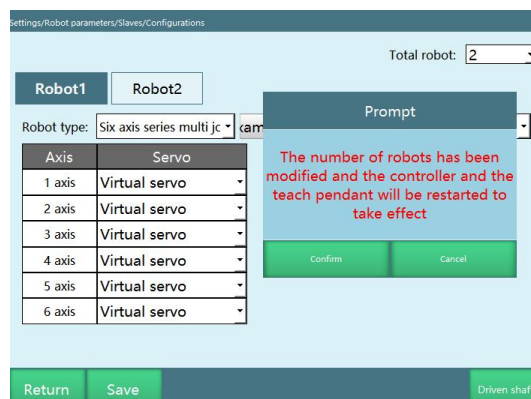 Settings/Robot parameters/Slaves/Configurations
Total robot: 2
Robot1 Robot2
Robot type: Six axis series multi jc
Prompt
The number of robots has been
modified and the controller and the
teach pendant will be restarted to
take effect
Confirm Cancel
Axis Servo
1 axis Virtual servo
2 axis Virtual servo
3 axis Virtual servo
4 axis Virtual servo
5 axis Virtual servo
6 axis Virtual servo
Return Save Driven shaf